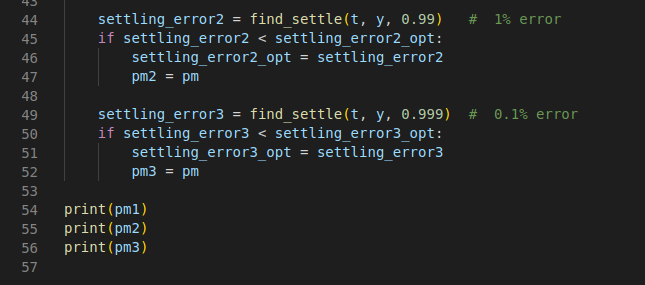 43
44 settling_error2 = find_settle(t, y, 0.99) # 1% error
45 if settling_error2 < settling_error2_opt:
46 settling_error2_opt = settling_error2
47 pm2 = pm
48
49 settling_error3 = find_settle(t, y, 0.999) # 0.1% error
50 if settling_error3 < settling_error3_opt:
51 settling_error3_opt = settling_error3
52 pm3 = pm
53
54 print(pm1)
55 print(pm2)
56 print(pm3)
57